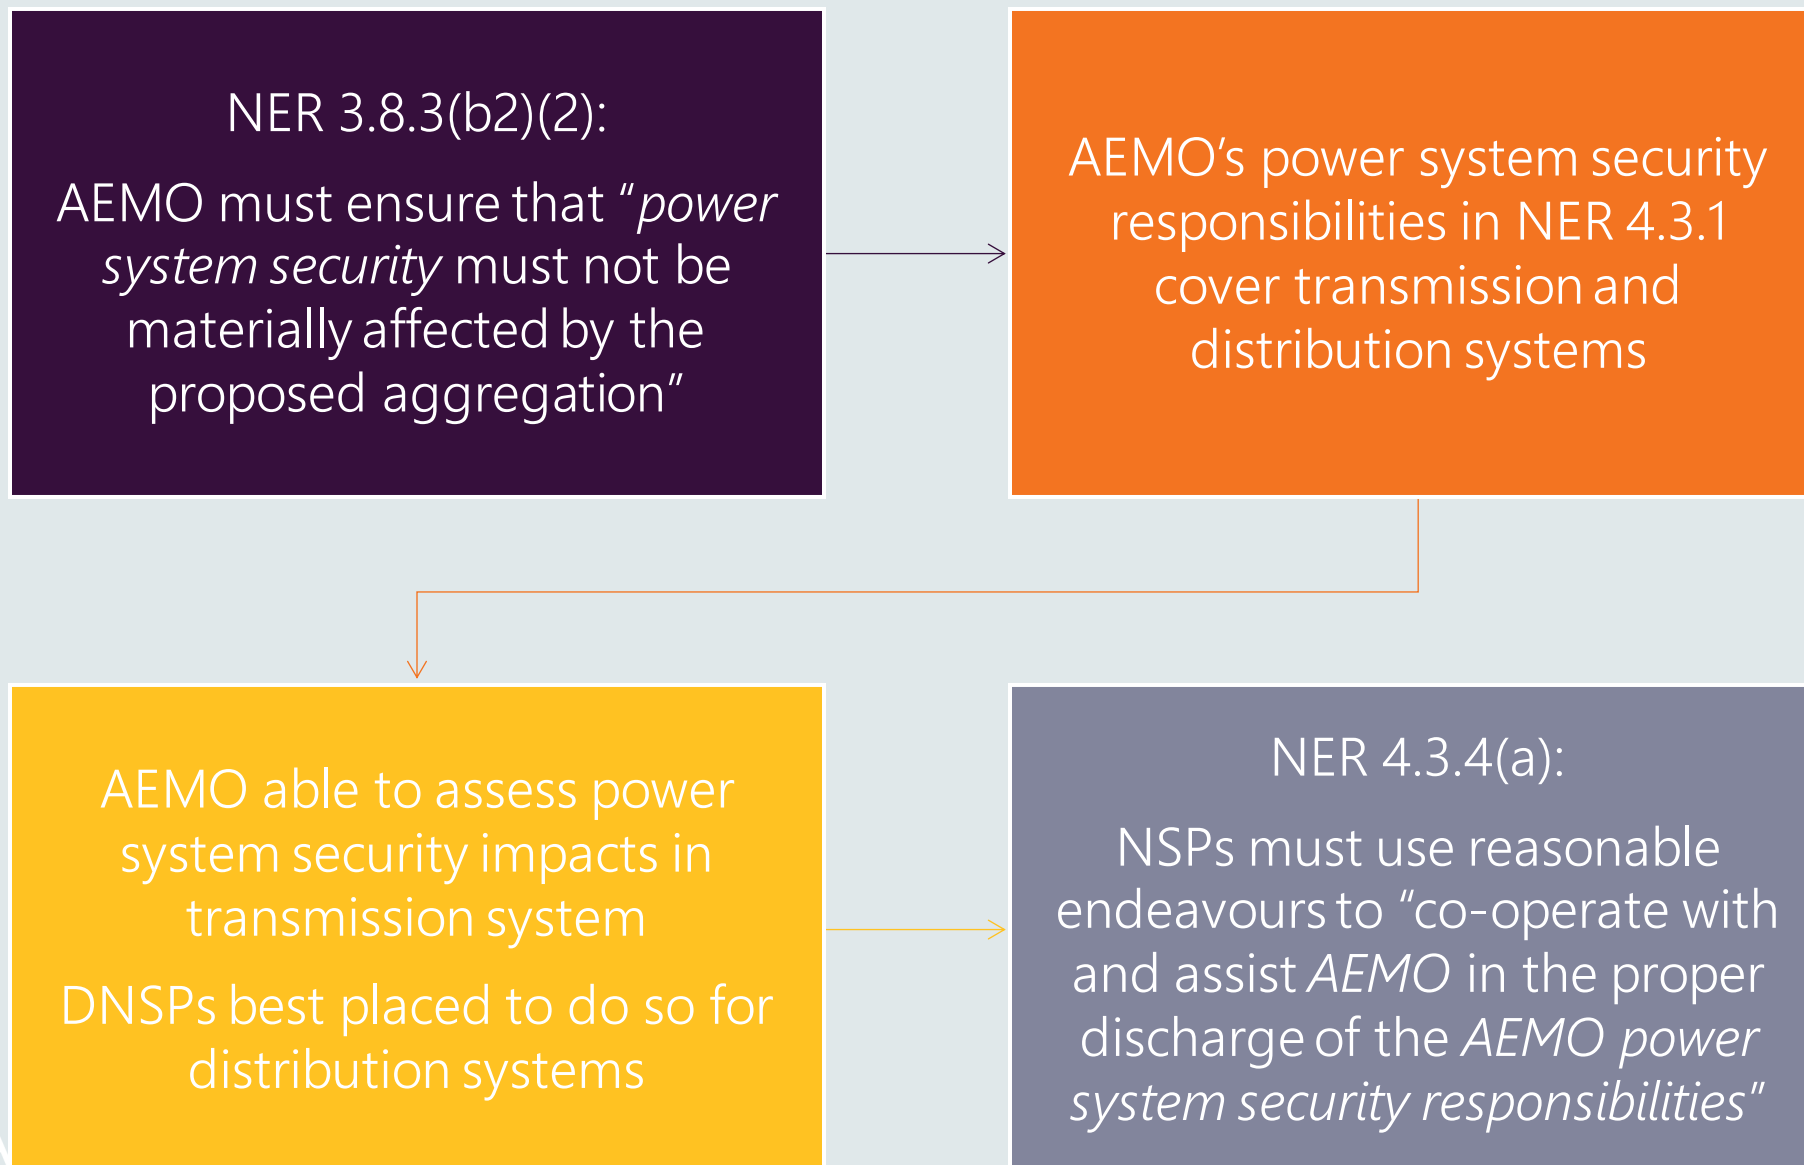 NER 3.8.3(b2)(2):
AEMO must ensure that “power
system security must not be
materially affected by the
proposed aggregation”
AEMO’s power system security
responsibilities in NER 4.3.1
cover transmission and
distribution systems
AEMO able to assess power
system security impacts in
transmission system
DNSPs best placed to do so for
distribution systems
NER 4.3.4(a):
NSPs must use reasonable
endeavours to “co-operate with
and assist AEMO in the proper
discharge of the AEMO power
system security responsibilities”